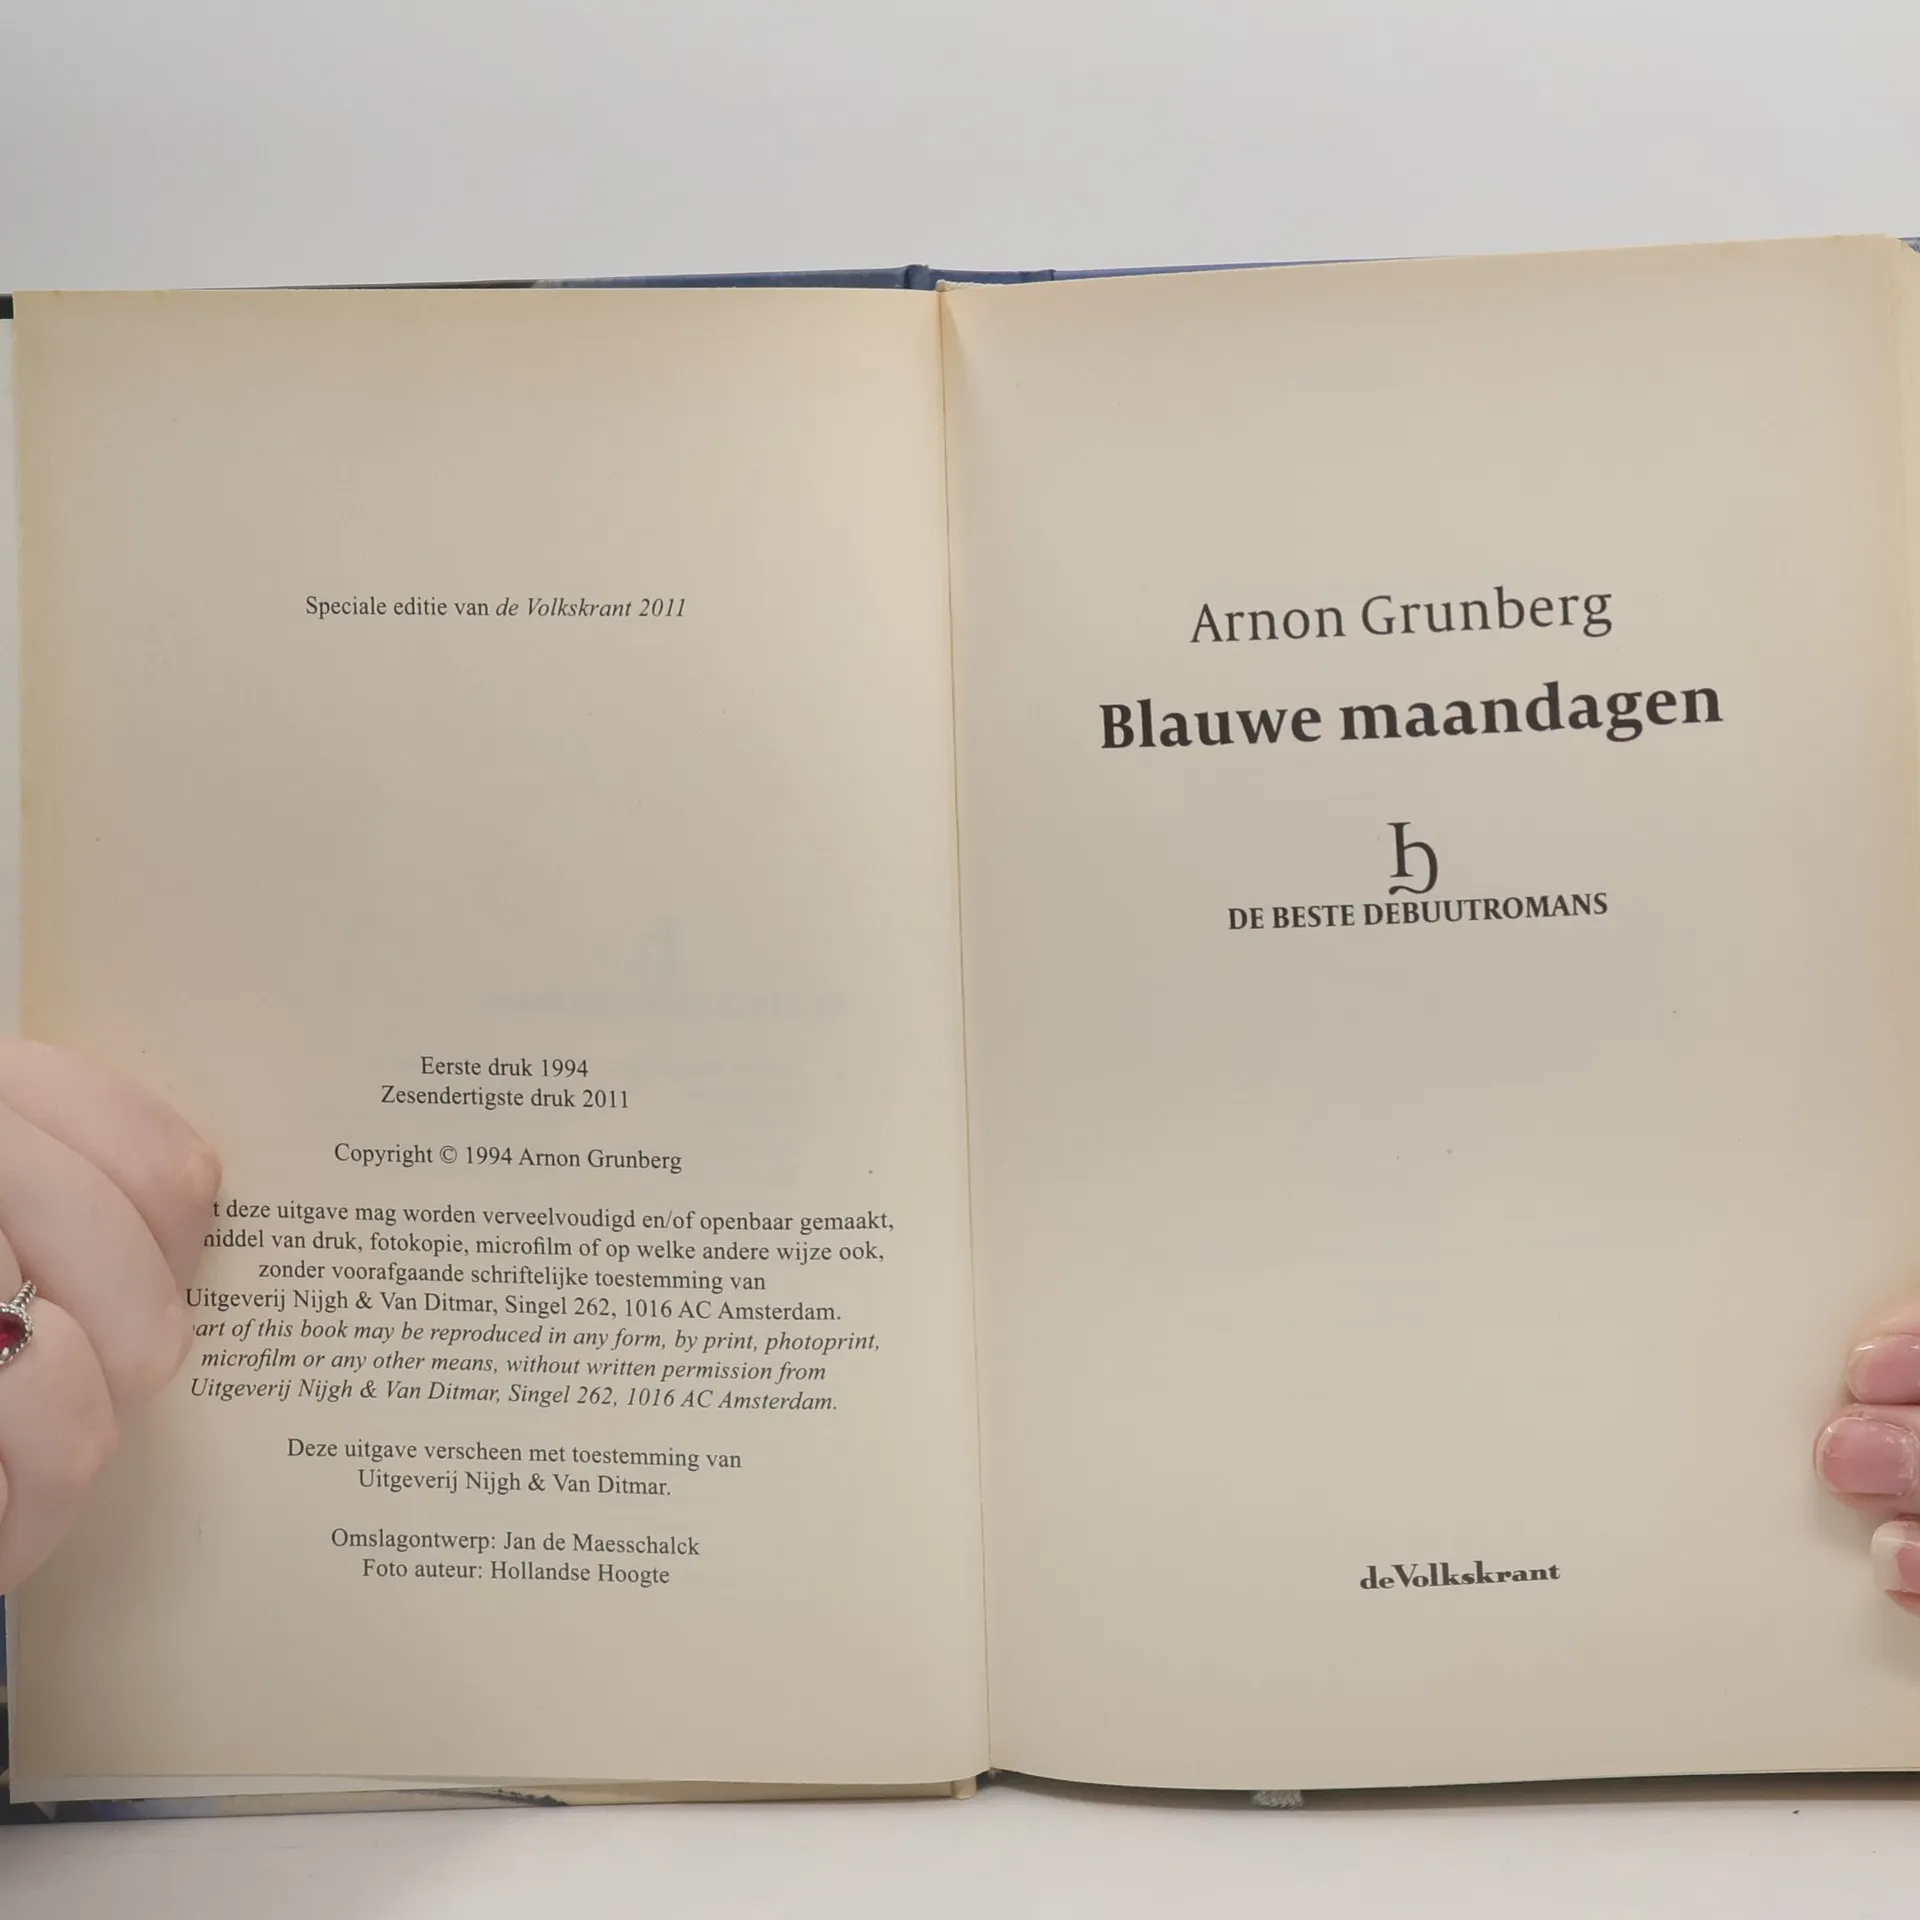 Speciale editie van de Volkskrant 2011
Eerste druk 1994
Zesendertigste druk 2011
Copyright © 1994 Arnon Grunberg
deze uitgave mag worden verveelvoudigd en/of openbaar gemaakt,
van druk, fotokopie, microfilm of op welke andere wijze ook,
zonder voorafgaande schriftelijke toestemming van
Uitgeverij Nijgh & Van Ditmar, Singel 262, 1016 AC Amsterdam.
of this book may be reproduced in any form, by print, photoprint,
microfilm or any other means, without written permission from
Uitgeverij Nijgh & Van Ditmar, Singel 262, 1016 AC Amsterdam.
Deze uitgave verscheen met toestemming van
Uitgeverij Nijgh & Van Ditmar.
Omslagontwerp: Jan de Maesschalck
Foto auteur: Hollandse Hoogte
Arnon Grunberg
Blauwe maandagen
DE BESTE DEBUUTROMANS
deVolkskrant